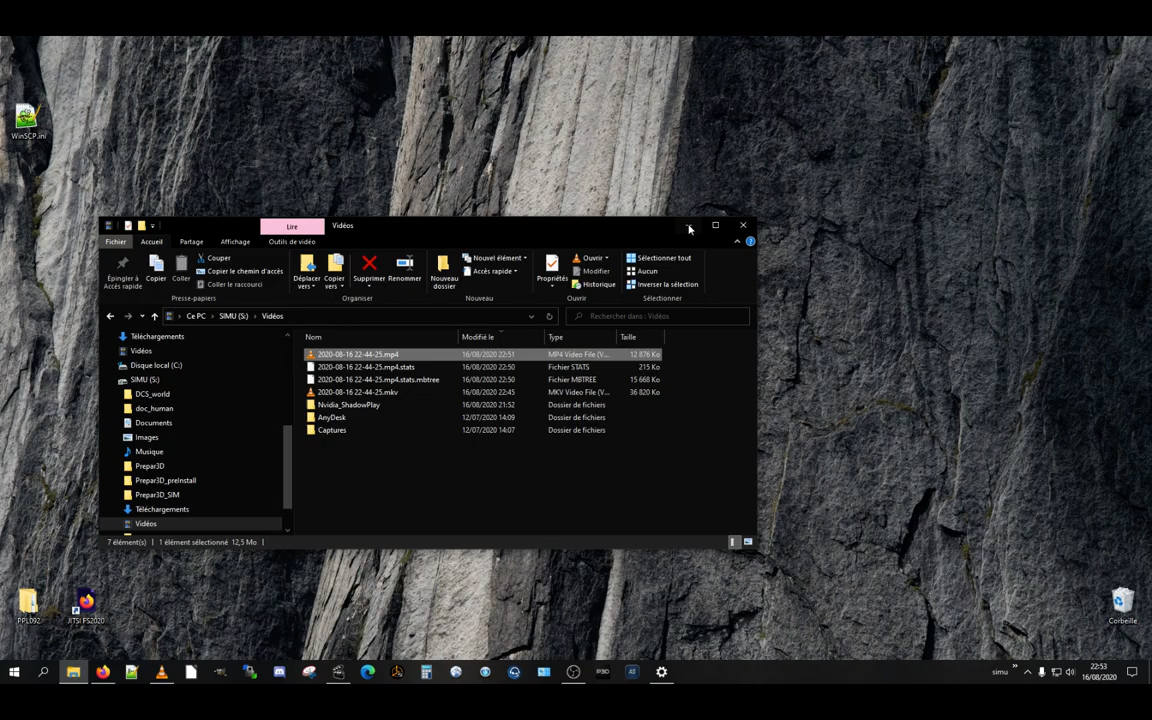 WinSCP.ini
Lire
Vidéos
Fichier Accueil Partage Affichage Outils de vidéo
Épingler à Accès rapide
Copier
Coller
Couper
Copier le chemin d'accès
Coller le raccourci
Presse-papiers
Déplacer vers
Copier vers
Supprimer
Renommer
Organiser
Nouveau dossier
Nouvel élément
Accès rapide
Nouveau
Propriétés
Ouvrir
Modifier
Historique
Ouvrir
Sélectionner tout
Aucun
Inverser la sélection
Sélectionner
Ce PC > SIMU (S:) > Vidéos
Rechercher dans : Vidéos
Téléchargements
Vidéos
Disque local (C:)
SIMU (S:)
DCS_world
doc_human
Documents
Images
Musique
Prepar3D
Prepar3D_preInstall
Prepar3D_SIM
Téléchargements
Vidéos
Nom Modifié le Type Taille
2020-08-16 22-44-25.mp4 16/08/2020 22:51 MP4 Video File (V... 12 876 Ko
2020-08-16 22-44-25.mp4.stats 16/08/2020 22:50 Fichier STATS 215 Ko
2020-08-16 22-44-25.mp4.stats.mbtree 16/08/2020 22:50 Fichier MBTREE 15 668 Ko
2020-08-16 22-44-25.mkv 16/08/2020 22:45 MKV Video File (V... 36 820 Ko
Nvidia_ShadowPlay 16/08/2020 21:52 Dossier de fichiers
AnyDesk 12/07/2020 14:09 Dossier de fichiers
Captures 12/07/2020 14:07 Dossier de fichiers
7 élément(s) 1 élément sélectionné 12,5 Mo
PPL092
JITSI FS2020
Corbeille
P3D
AS
simu
22:53
16/08/2020